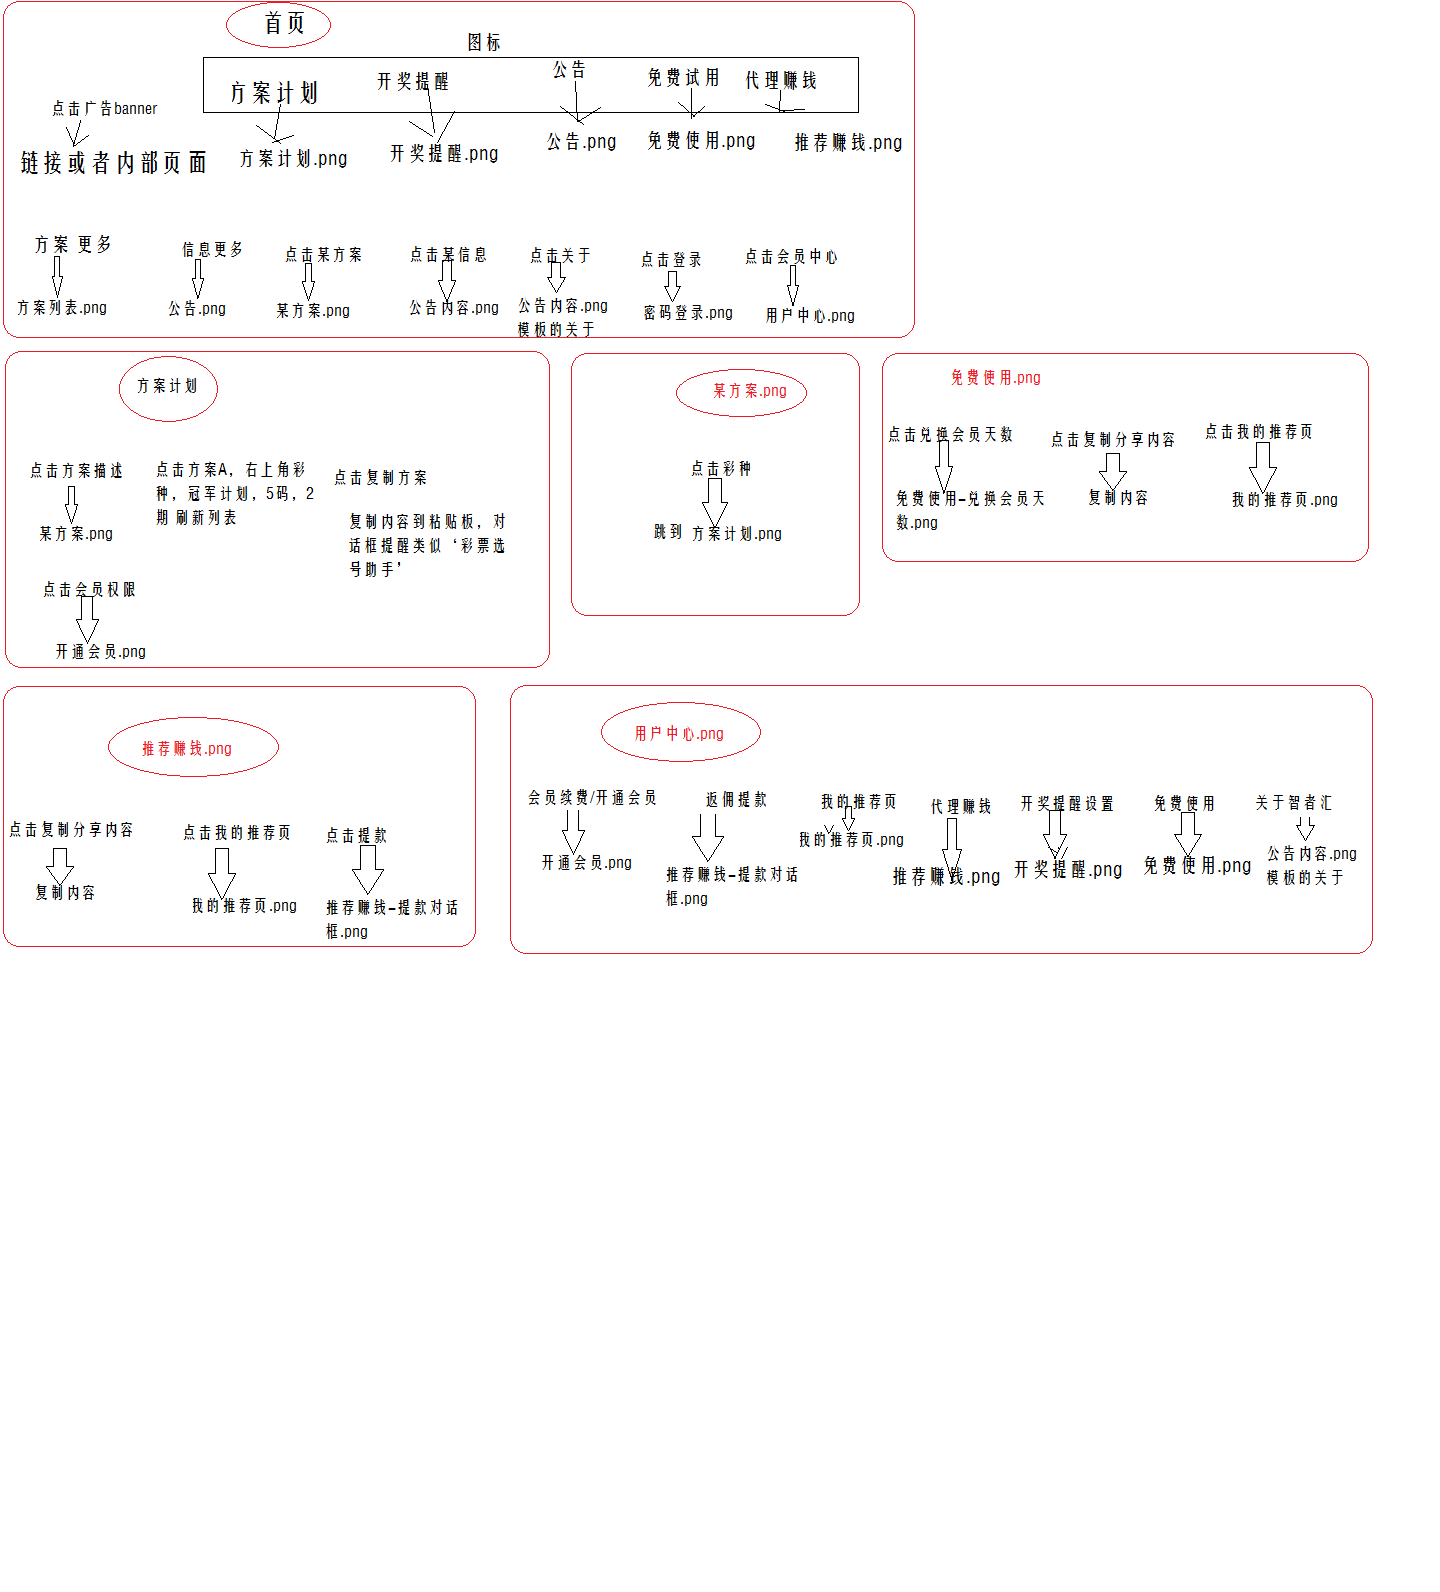 首页
图标
方案计划
开奖提醒
公告
免费试用
代理赚钱
点击广告banner
链接或者内部页面
方案计划.png
开奖提醒.png
公告.png
免费使用.png
推荐赚钱.png
方案 更多
信息更多
点击某方案
点击某信息
点击关于
点击登录
点击会员中心
方案列表.png
公告.png
某方案.png
公告内容.png
公告内容.png
模板的关于
密码登录.png
用户中心.png
方案计划
点击方案描述
某方案.png
点击方案A, 右上角彩
种, 冠军计划, 5码, 2
期 刷新列表
点击复制方案
复制内容到粘贴板, 对
话框提醒类似‘彩票选
号助手’
点击会员权限
开通会员.png
某方案.png
点击彩种
跳到 方案计划.png
免费使用.png
点击兑换会员天数
点击复制分享内容
点击我的推荐页
免费使用-兑换会员天
数.png
复制内容
我的推荐页.png
推荐赚钱.png
点击复制分享内容
点击我的推荐页
点击提款
复制内容
我的推荐页.png
推荐赚钱-提款对话
框.png
用户中心.png
会员续费/开通会员
返佣提款
我的推荐页
代理赚钱
开奖提醒设置
免费使用
关于智者汇
开通会员.png
推荐赚钱-提款对话
框.png
我的推荐页.png
推荐赚钱.png
开奖提醒.png
免费使用.png
公告内容.png
模板的关于